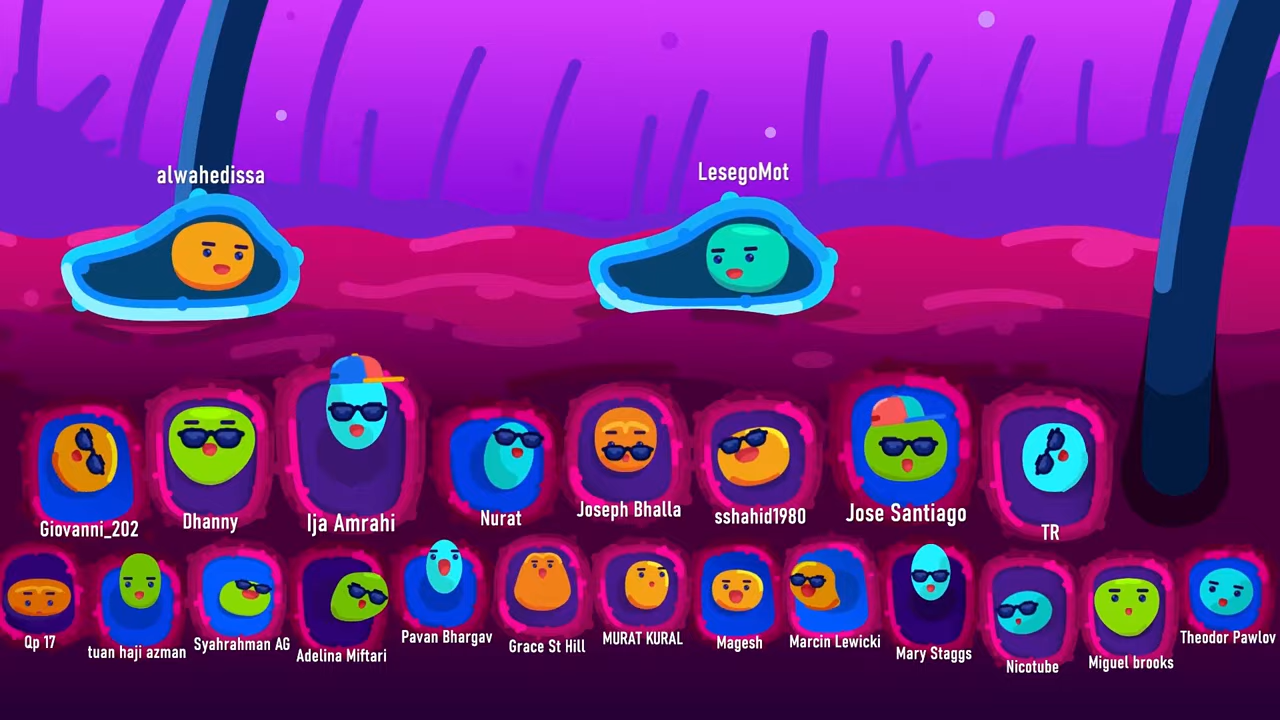 alwahedissa
LesegoMot
Giovanni_202
Dhanny
Ija Amrahi
Nurat
Joseph Bhalla
sshahid1980
Jose Santiago
TR
Qp 17
tuan haji azman
Syahrahman AG
Adelina Miftari
Pavan Bhargav
Grace St Hill
MURAT KURAL
Magesh
Marcin Lewicki
Mary Staggs
Nicotube
Miguel brooks
Theodor Pawlov